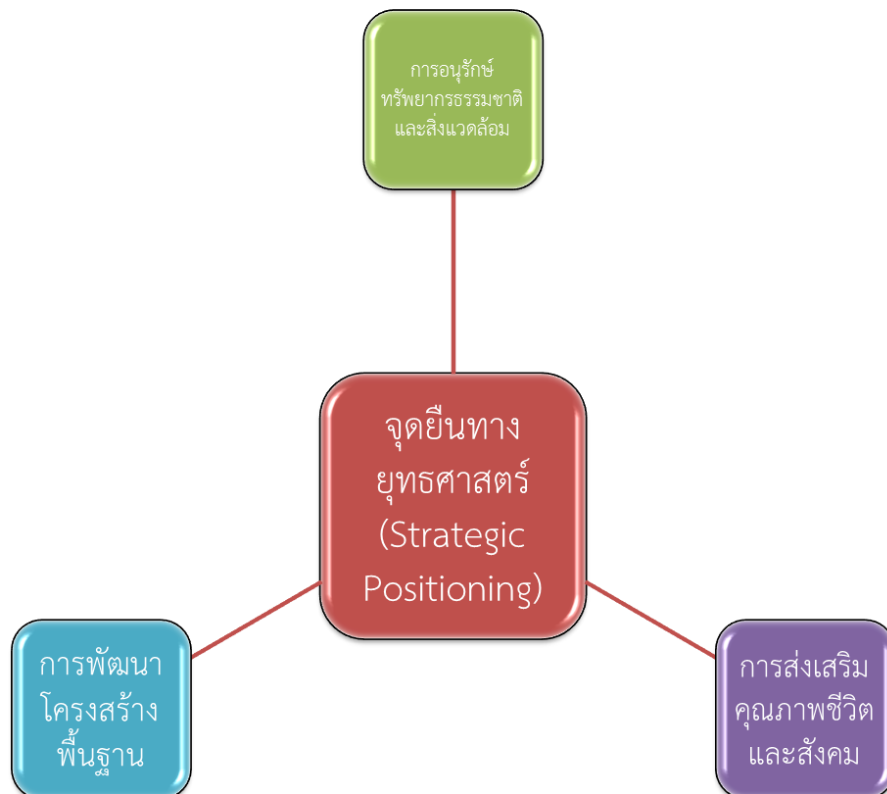 การอนุรักษ์
ทรัพยากรธรรมชาติ
และสิ่งแวดล้อม
จุดยืนทาง
ยุทธศาสตร์
(Strategic
Positioning)
การพัฒนา
โครงสร้าง
พื้นฐาน
การส่งเสริม
คุณภาพชีวิต
และสังคม